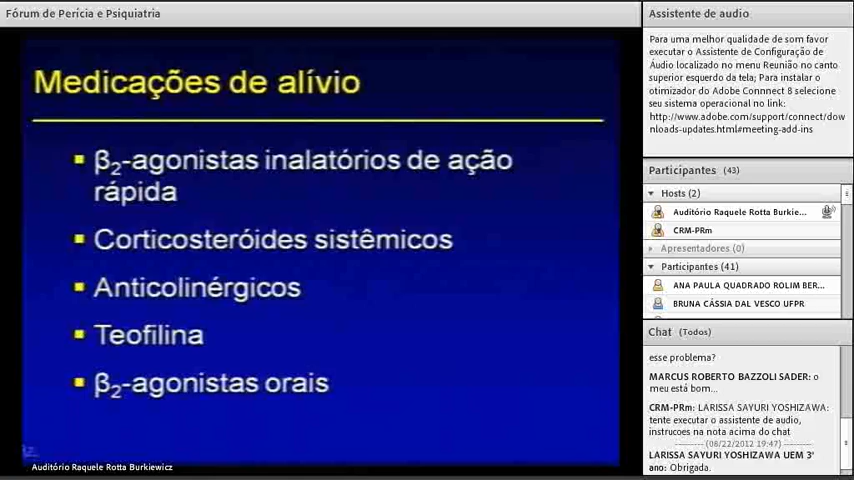 Fórum de Perícia e Psiquiatria
Medicações de alívio
β2-agonistas inalatórios de ação
rápida
Corticosteróides sistêmicos
Anticolinérgicos
Teofilina
β2-agonistas orais
Auditório Raquele Rotta Burkiewicz
Assistente de audio
Para uma melhor qualidade de som favor
executar o Assistente de Configuração de
Áudio localizado no menu Reunião no canto
superior esquerdo da tela; Para instalar o
otimizador do Adobe Connnect 8 selecione
seu sistema operacional no link:
http://www.adobe.com/support/connect/dow
nloads-updates.html#meeting-add-ins
Participantes (43)
Hosts (2)
Auditório Raquele Rotta Burkie...
CRM-PRm
Apresentadores (0)
Participantes (41)
ANA PAULA QUADRADO ROLIM BER...
BRUNA CÁSSIA DAL VESCO UFPR
Chat (Todos)
esse problema?
MARCUS ROBERTO BAZZOLI SADER: o
meu está bom...
CRM-PRm: LARISSA SAYURI YOSHIZAWA:
tente executar o assistente de audio,
instrucoes na nota acima do chat
---------- (08/22/2012 19:47) ----------
LARISSA SAYURI YOSHIZAWA UEM 3°
ano: Obrigada.